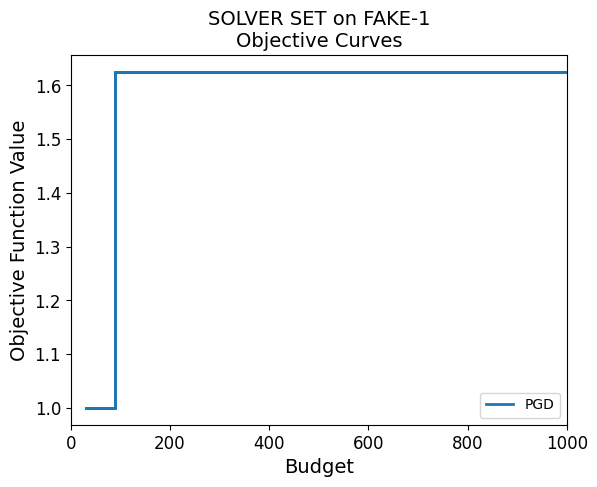 SOLVER SET on FAKE-1
Objective Curves
Objective Function Value
1.6
1.5
1.4
1.3
1.2
1.1
1.0
PGD
0
200
400
600
800
1000
Budget